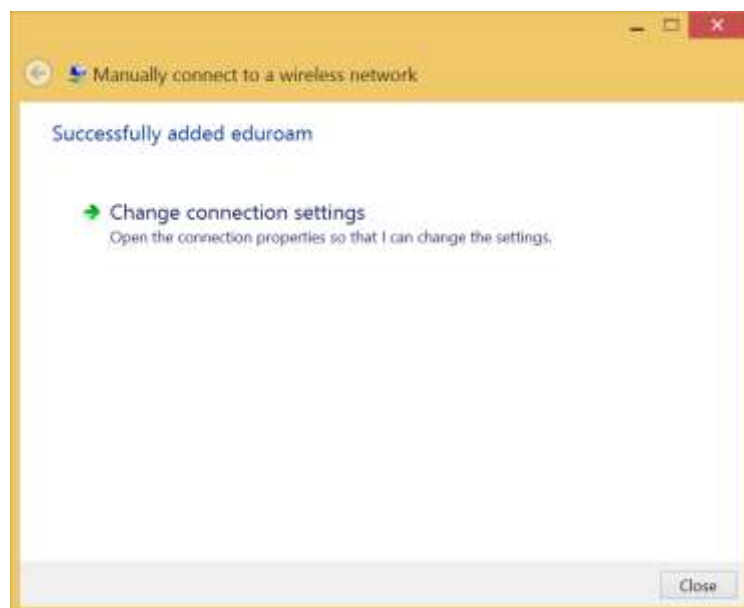 Manually connect to a wireless network
Successfully added eduroam
Change connection settings
Open the connection properties so that I can change the settings.
Close